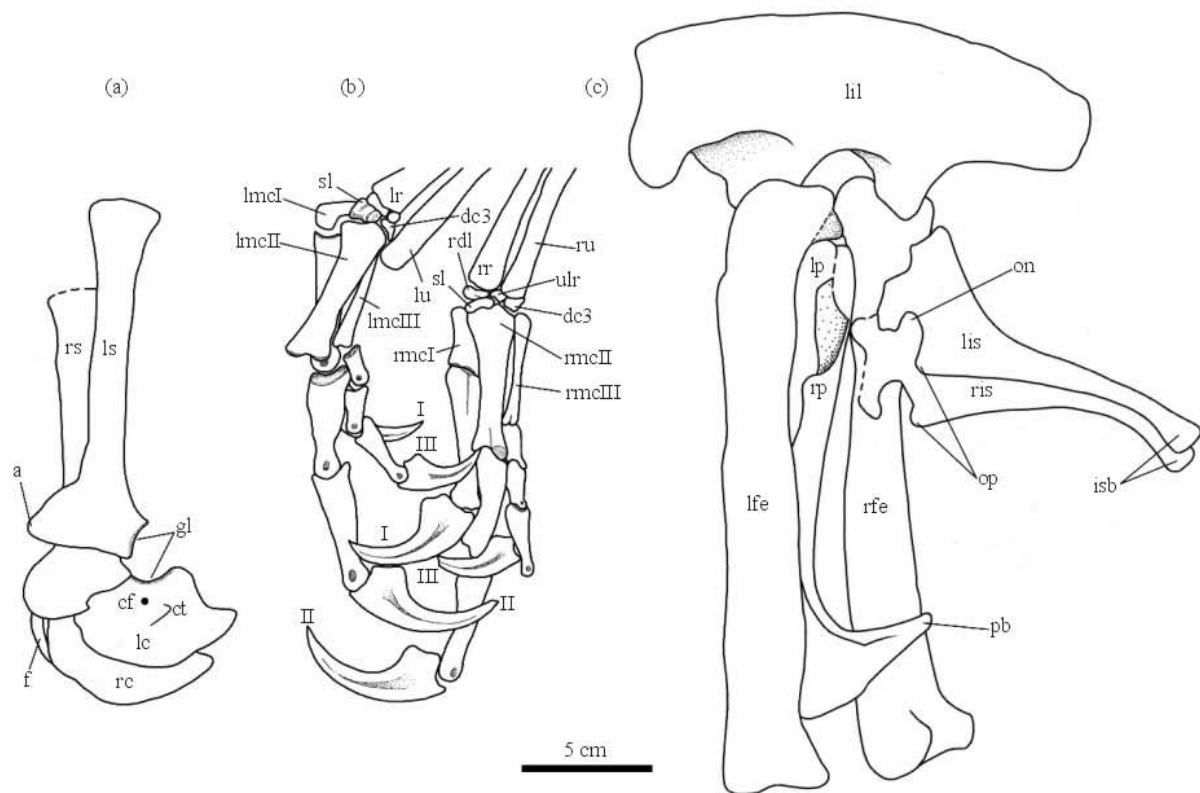 (a)
(b)
(c)
rs
ls
a
gl
cf
ct
lc
f
rc
lmcI
sl
lr
dc3
lmcII
lu
lmcIII
rdl
rr
ru
sl
ulr
dc3
rmcI
rmcII
rmcIII
I
III
I
III
II
II
5 cm
lil
lp
on
lis
rp
ris
op
isb
lfe
rfe
pb